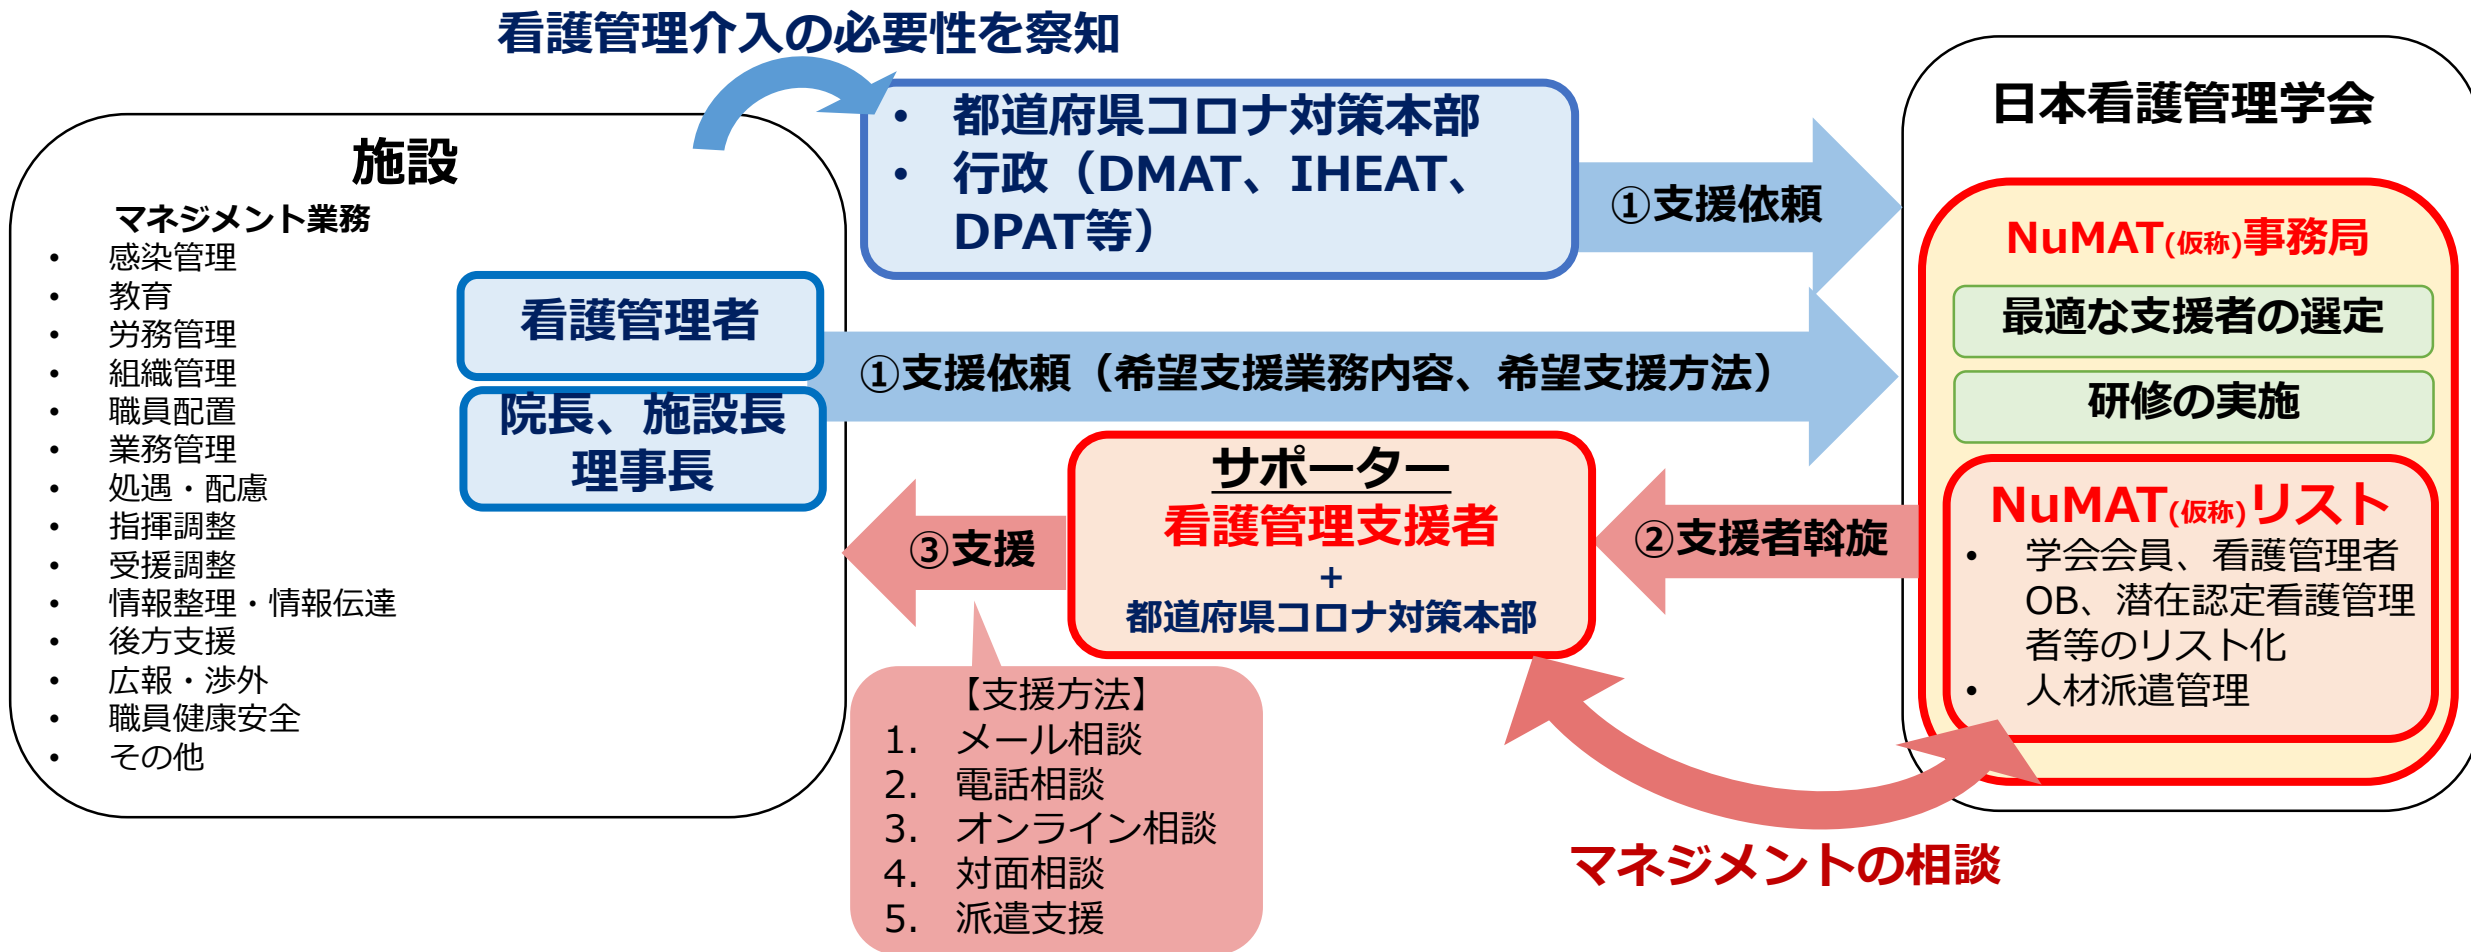 看護管理介入の必要性を察知
施設
マネジメント業務
• 感染管理
• 教育
• 労務管理
• 組織管理
• 職員配置
• 業務管理
• 処遇・配慮
• 指揮調整
• 受援調整
• 情報整理・情報伝達
• 後方支援
• 広報・渉外
• 職員健康安全
• その他
看護管理者
院長、施設長
理事長
• 都道府県コロナ対策本部
• 行政（DMAT、IHEAT、
DPAT等）
①支援依頼
①支援依頼（希望支援業務内容、希望支援方法）
日本看護管理学会
NuMAT(仮称)事務局
最適な支援者の選定
研修の実施
NuMAT(仮称)リスト
• 学会会員、看護管理者
OB、潜在認定看護管理
者等のリスト化
• 人材派遣管理
②支援者斡旋
サポーター
看護管理支援者
+
都道府県コロナ対策本部
③支援
【支援方法】
1. メール相談
2. 電話相談
3. オンライン相談
4. 対面相談
5. 派遣支援
マネジメントの相談